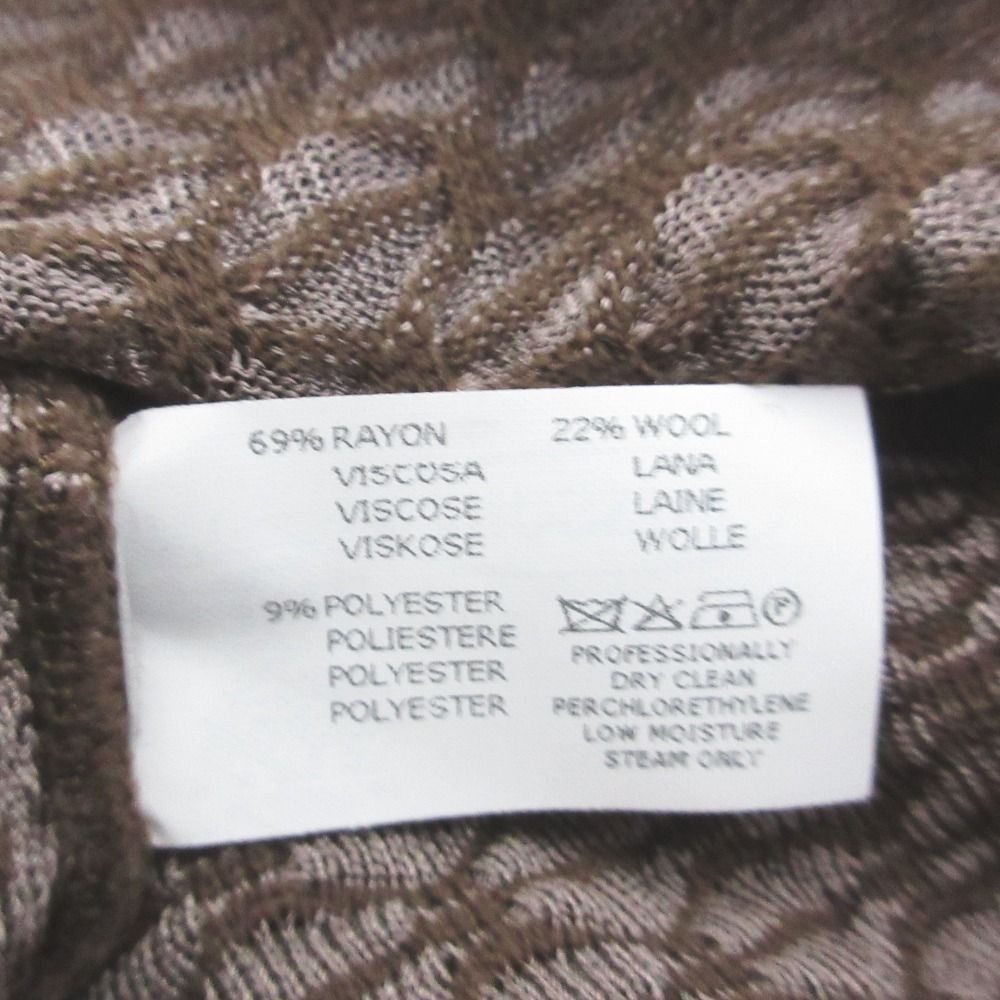 69% RAYON
VISCOSA
VISCOSE
VISKOSE
22% WOOL
LANA
LAINE
WOLLE
9% POLYESTER
POLIESTERE
POLYESTER
POLYESTER
P
PROFESSIONALLY
DRY CLEAN
PERCHLORETHYLENE
LOW MOISTURE
STEAM ONLY